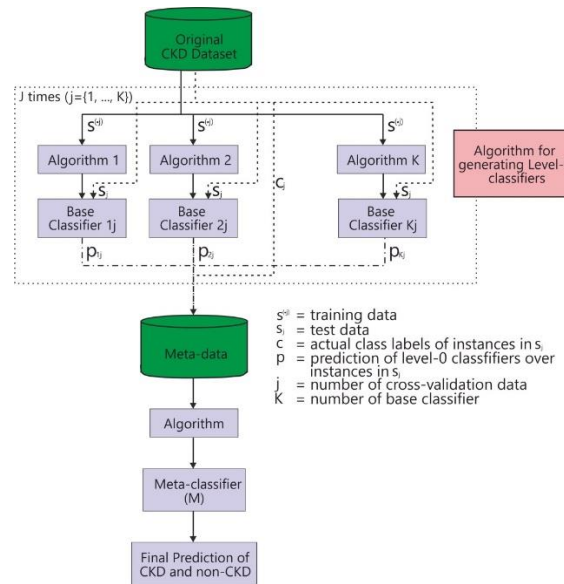 Original
CKD Dataset
J times (j={1, ..., K})
s(-j)
s(-j)
s(-j)
Algorithm 1
Algorithm 2
Algorithm K
Algorithm for
generating Level-
classifiers
sj
sj
cj
sj
Base
Classifier 1j
Base
Classifier 2j
Base
Classifier Kj
p1j
p2j
pKj
s(-j) = training data
sj = test data
c = actual class labels of instances in sj
p = prediction of level-0 classfifiers over
instances in sj
j = number of cross-validation data
K = number of base classifier
Meta-data
Algorithm
Meta-classifier
(M)
Final Prediction of
CKD and non-CKD